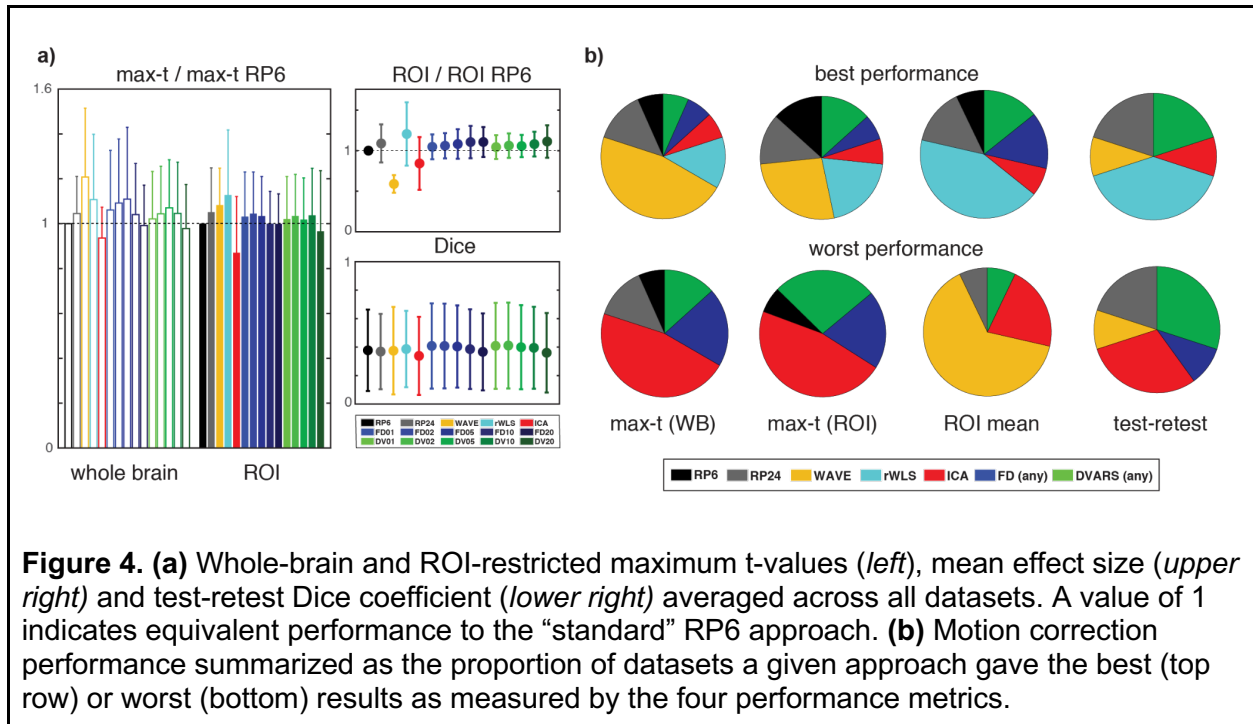 a)
max-t / max-t RP6
1.6
1
0
whole brain
ROI
ROI / ROI RP6
1
0
Dice
1
0
RP6 RP24 WAVE rWLS ICA
FD01 FD02 FD05 FD10 FD20
DV01 DV02 DV05 DV10 DV20
b)
best performance
worst performance
max-t (WB)
max-t (ROI)
ROI mean
test-retest
RP6 RP24 WAVE rWLS ICA FD (any) DVARS (any)
Figure 4. (a) Whole-brain and ROI-restricted maximum t-values (left), mean effect size (upper
right) and test-retest Dice coefficient (lower right) averaged across all datasets. A value of 1
indicates equivalent performance to the “standard” RP6 approach. (b) Motion correction
performance summarized as the proportion of datasets a given approach gave the best (top
row) or worst (bottom) results as measured by the four performance metrics.